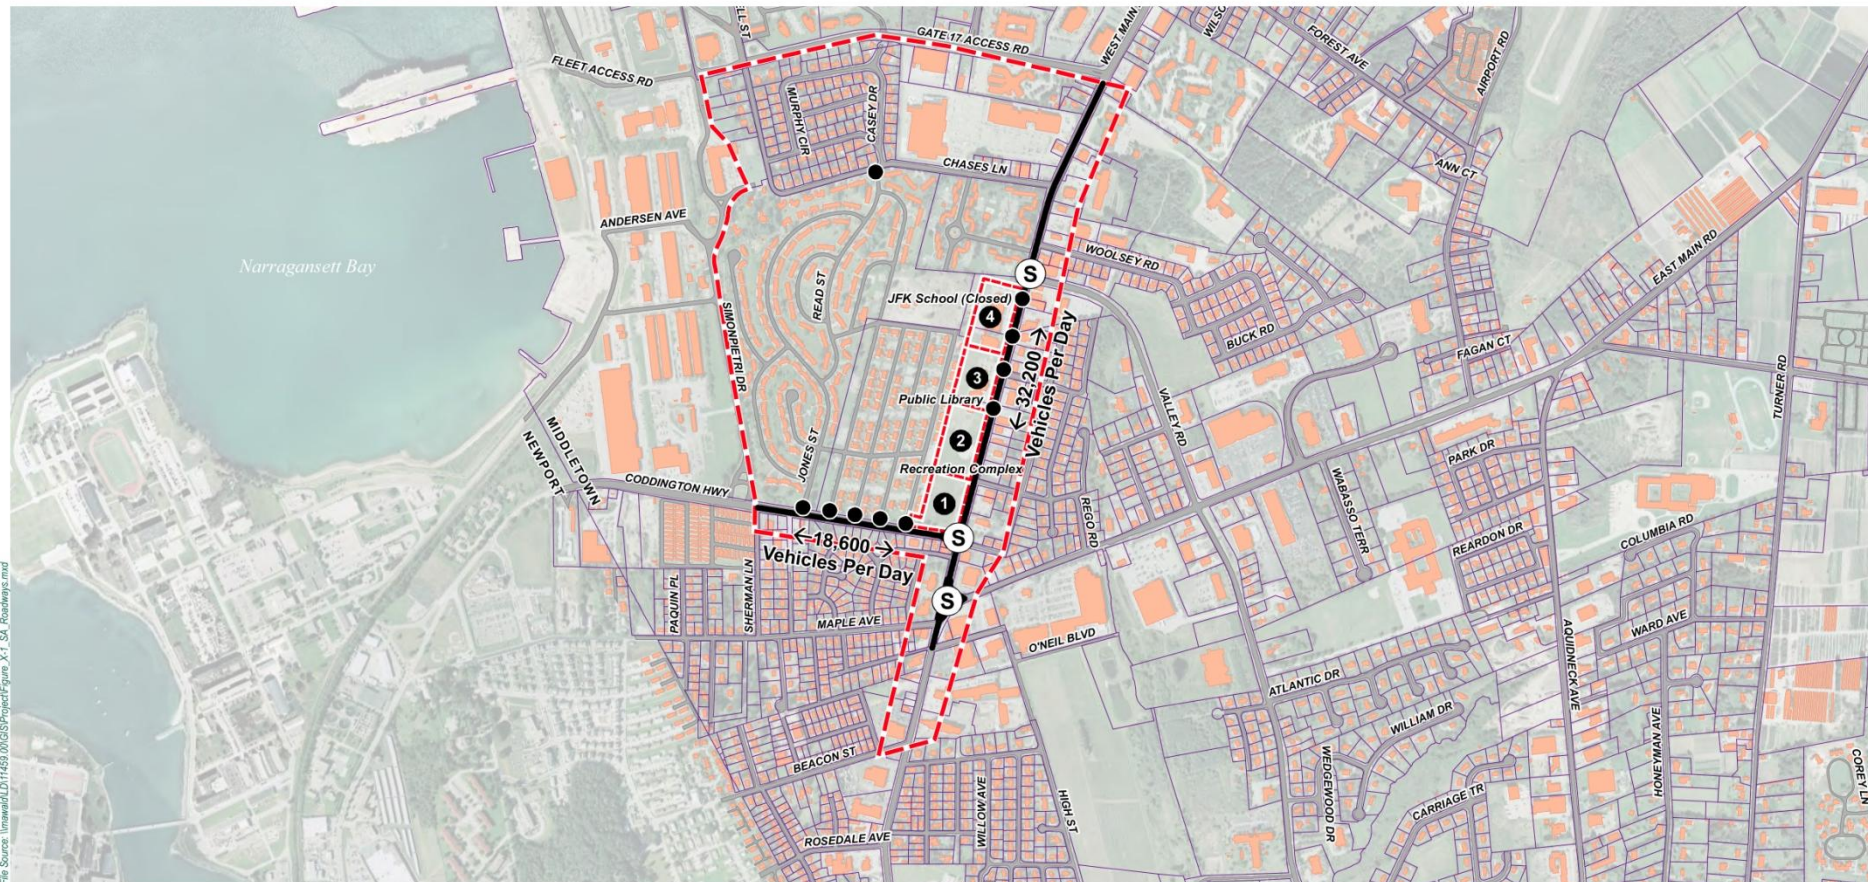 GATE 17 ACCESS RD
WEST MAIN
FOREST AVE
AIRPORT RD
FLEET ACCESS RD
MURPHY CIR
CASEY DR
CHASES LN
ANN CT
ANDERSEN AVE
WOOLSEY RD
EAST MAIN RD
Narragansett Bay
S
READ ST
JFK School (Closed)
4
SIMONPIETRI DR
BUCK RD
FAGAN CT
32,200
Vehicles Per Day
3
TURNER RD
Public Library
VALLEY RD
2
JONES ST
PARK DR
MIDDLETOWN
NEWPORT
Recreation Complex
CODDINGTON HWY
1
WABASSO TERR
REGO RD
COLUMBIA RD
REARDON DR
S
18,600
Vehicles Per Day
PAQUIN PL
SHERMAN LN
S
MAPLE AVE
O'NEIL BLVD
WARD AVE
AQUIDNECK AVE
ATLANTIC DR
WILLIAM DR
BEACON ST
WEDGEWOOD DR
HONEYMAN AVE
COREY LN
WILLOW AVE
HIGH ST
CARRIAGE TR
ROSEDALE AVE